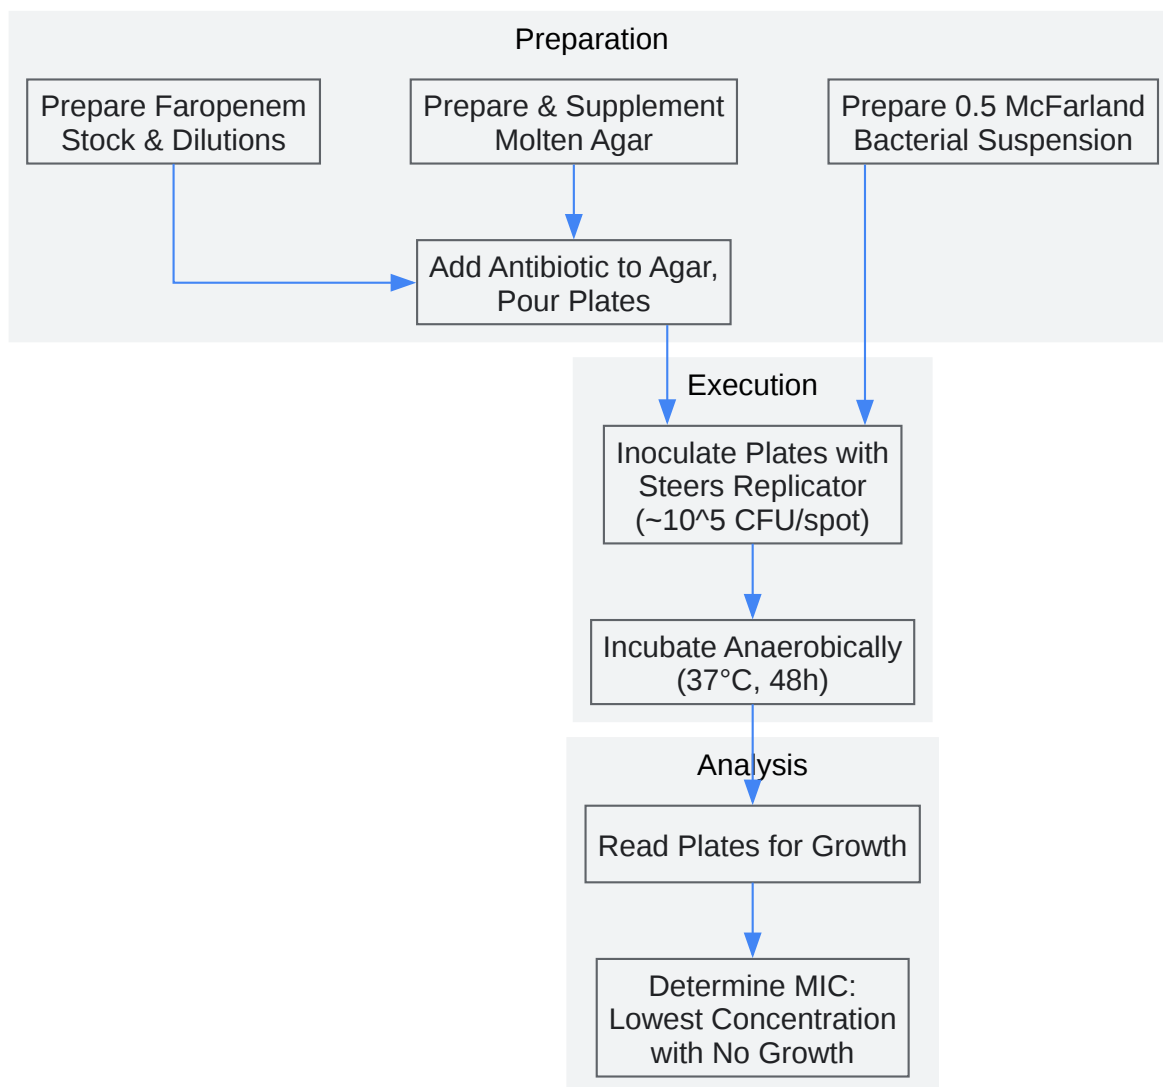 Preparation
Prepare Faropenem
Stock & Dilutions
Prepare & Supplement
Molten Agar
Prepare 0.5 McFarland
Bacterial Suspension
Add Antibiotic to Agar,
Pour Plates
Execution
Inoculate Plates with
Steers Replicator
(~10^5 CFU/spot)
Incubate Anaerobically
(37°C, 48h)
Analysis
Read Plates for Growth
Determine MIC:
Lowest Concentration
with No Growth